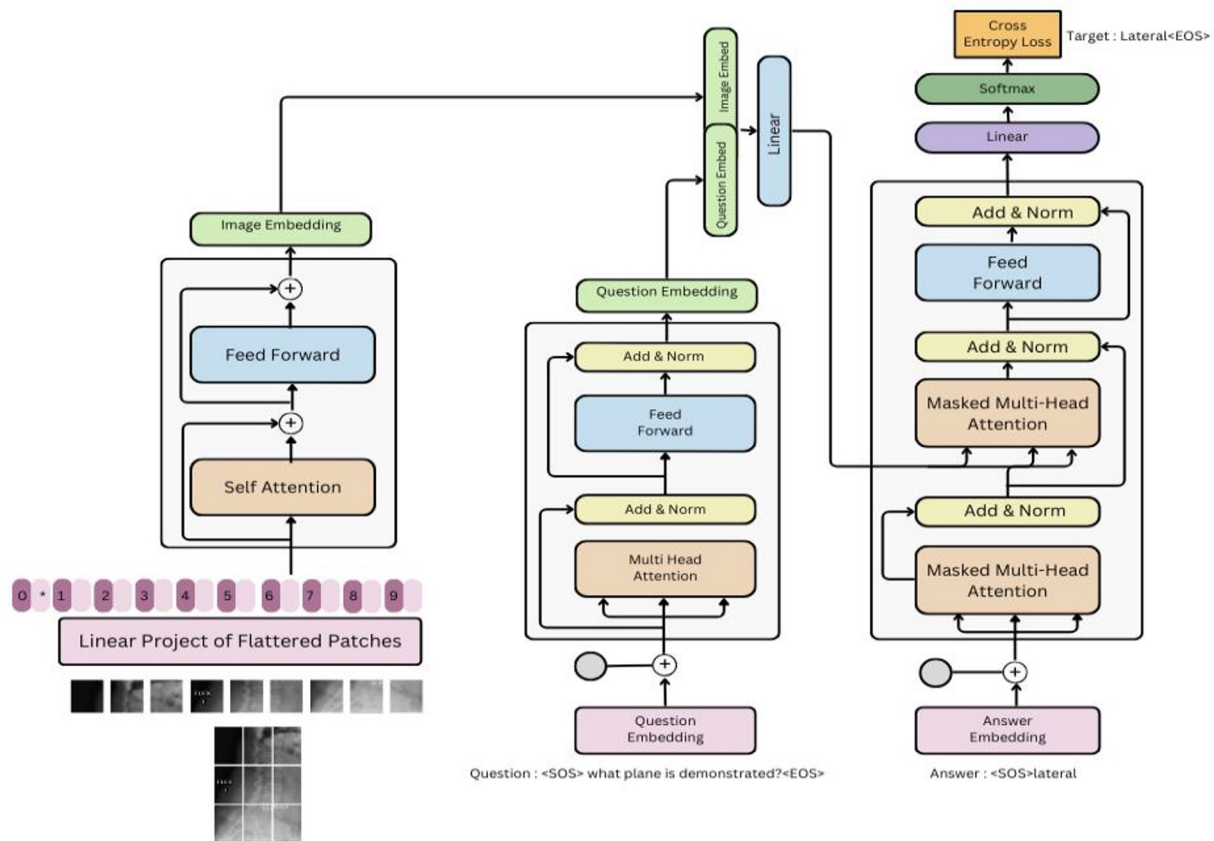 Cross
Entropy Loss
Target : Lateral<EOS>
Softmax
Linear
Image Embed
Question Embed
Linear
Add & Norm
Feed
Forward
Add & Norm
Masked Multi-Head
Attention
Add & Norm
Masked Multi-Head
Attention
Answer
Embedding
Answer : <SOS>lateral
Image Embedding
+
Feed Forward
+
Self Attention
0 * 1 2 3 4 5 6 7 8 9
Linear Project of Flattered Patches
FLEX
FLEX
Question Embedding
Add & Norm
Feed
Forward
Add & Norm
Multi Head
Attention
+
Question
Embedding
Question : <SOS> what plane is demonstrated?<EOS>
+